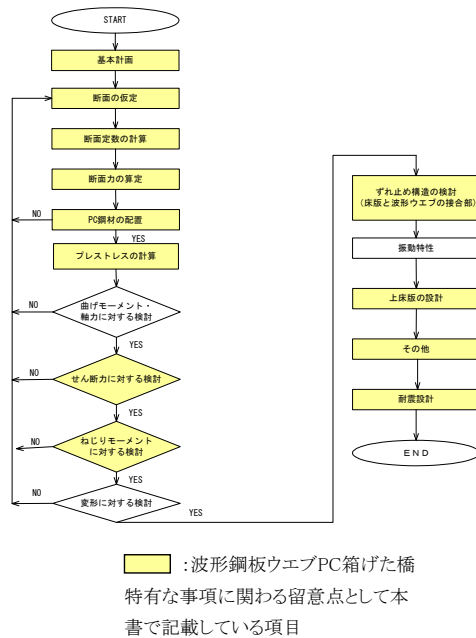 START
基本計画
断面の仮定
断面定数の計算
断面力の算定
NO
PC鋼材の配置
YES
プレストレスの計算
NO
曲げモーメント・
軸力に対する検討
YES
NO
せん断力に対する検討
YES
NO
ねじりモーメント
に対する検討
YES
NO
変形に対する検討
YES
ずれ止め構造の検討
(床版と波形ウエブの接合部)
振動特性
上床版の設計
その他
耐震設計
END
:波形鋼板ウエブPC箱げた橋
特有な事項に関わる留意点として本
書で記載している項目